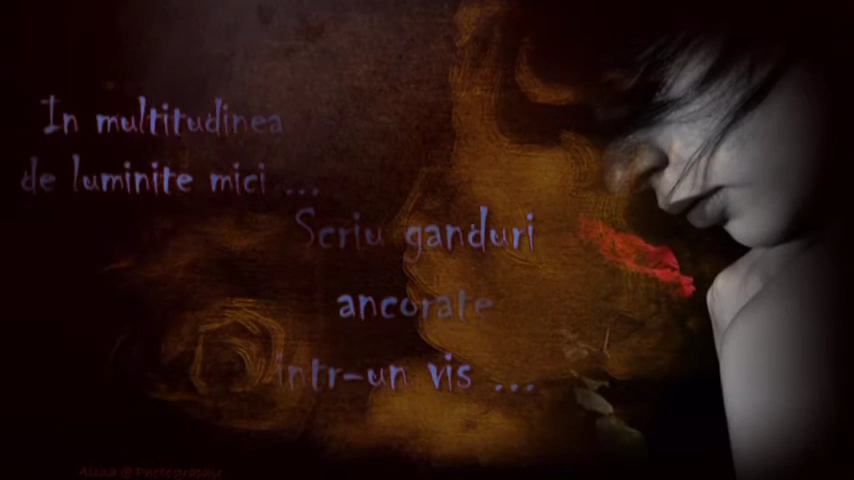 In multitudinea
de luminite mici ...
Scriu ganduri
ancorate
intr-un vis ...